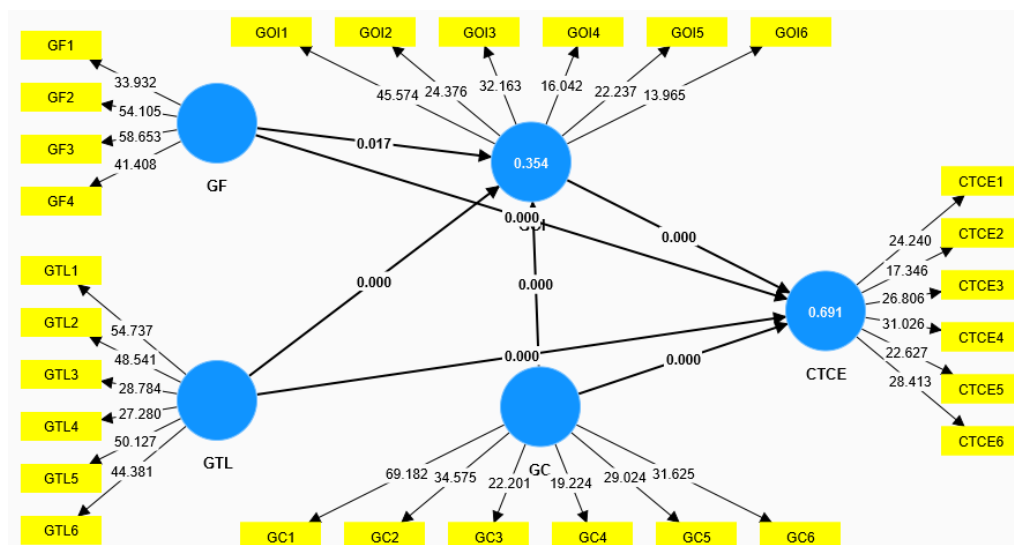 GOI1 GOI2 GOI3 GOI4 GOI5 GOI6
GF1
GF2
GF3
GF4
33.932
54.105
58.653
41.408
GF
45.574 24.376 32.163 16.042 22.237 13.965
0.017
0.354
0.000
0.000
0.000
0.000
CTCE1
CTCE2
CTCE3
CTCE4
CTCE5
CTCE6
24.240
17.346
26.806
31.026
22.627
28.413
0.691
CTCE
GTL1
GTL2
GTL3
GTL4
GTL5
GTL6
54.737
48.541
28.784
27.280
50.127
44.381
GTL
0.000
0.000
GC
69.182 34.575 22.201 19.224 29.024 31.625
GC1 GC2 GC3 GC4 GC5 GC6